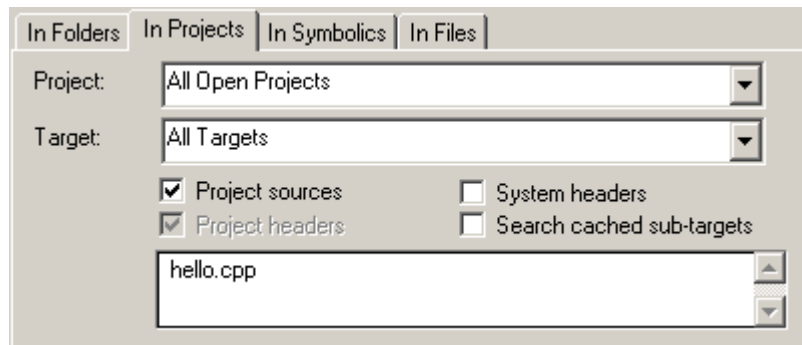 In Folders In Projects In Symbolics In Files
Project: All Open Projects
Target: All Targets
Project sources System headers
Project headers Search cached sub-targets
hello.cpp